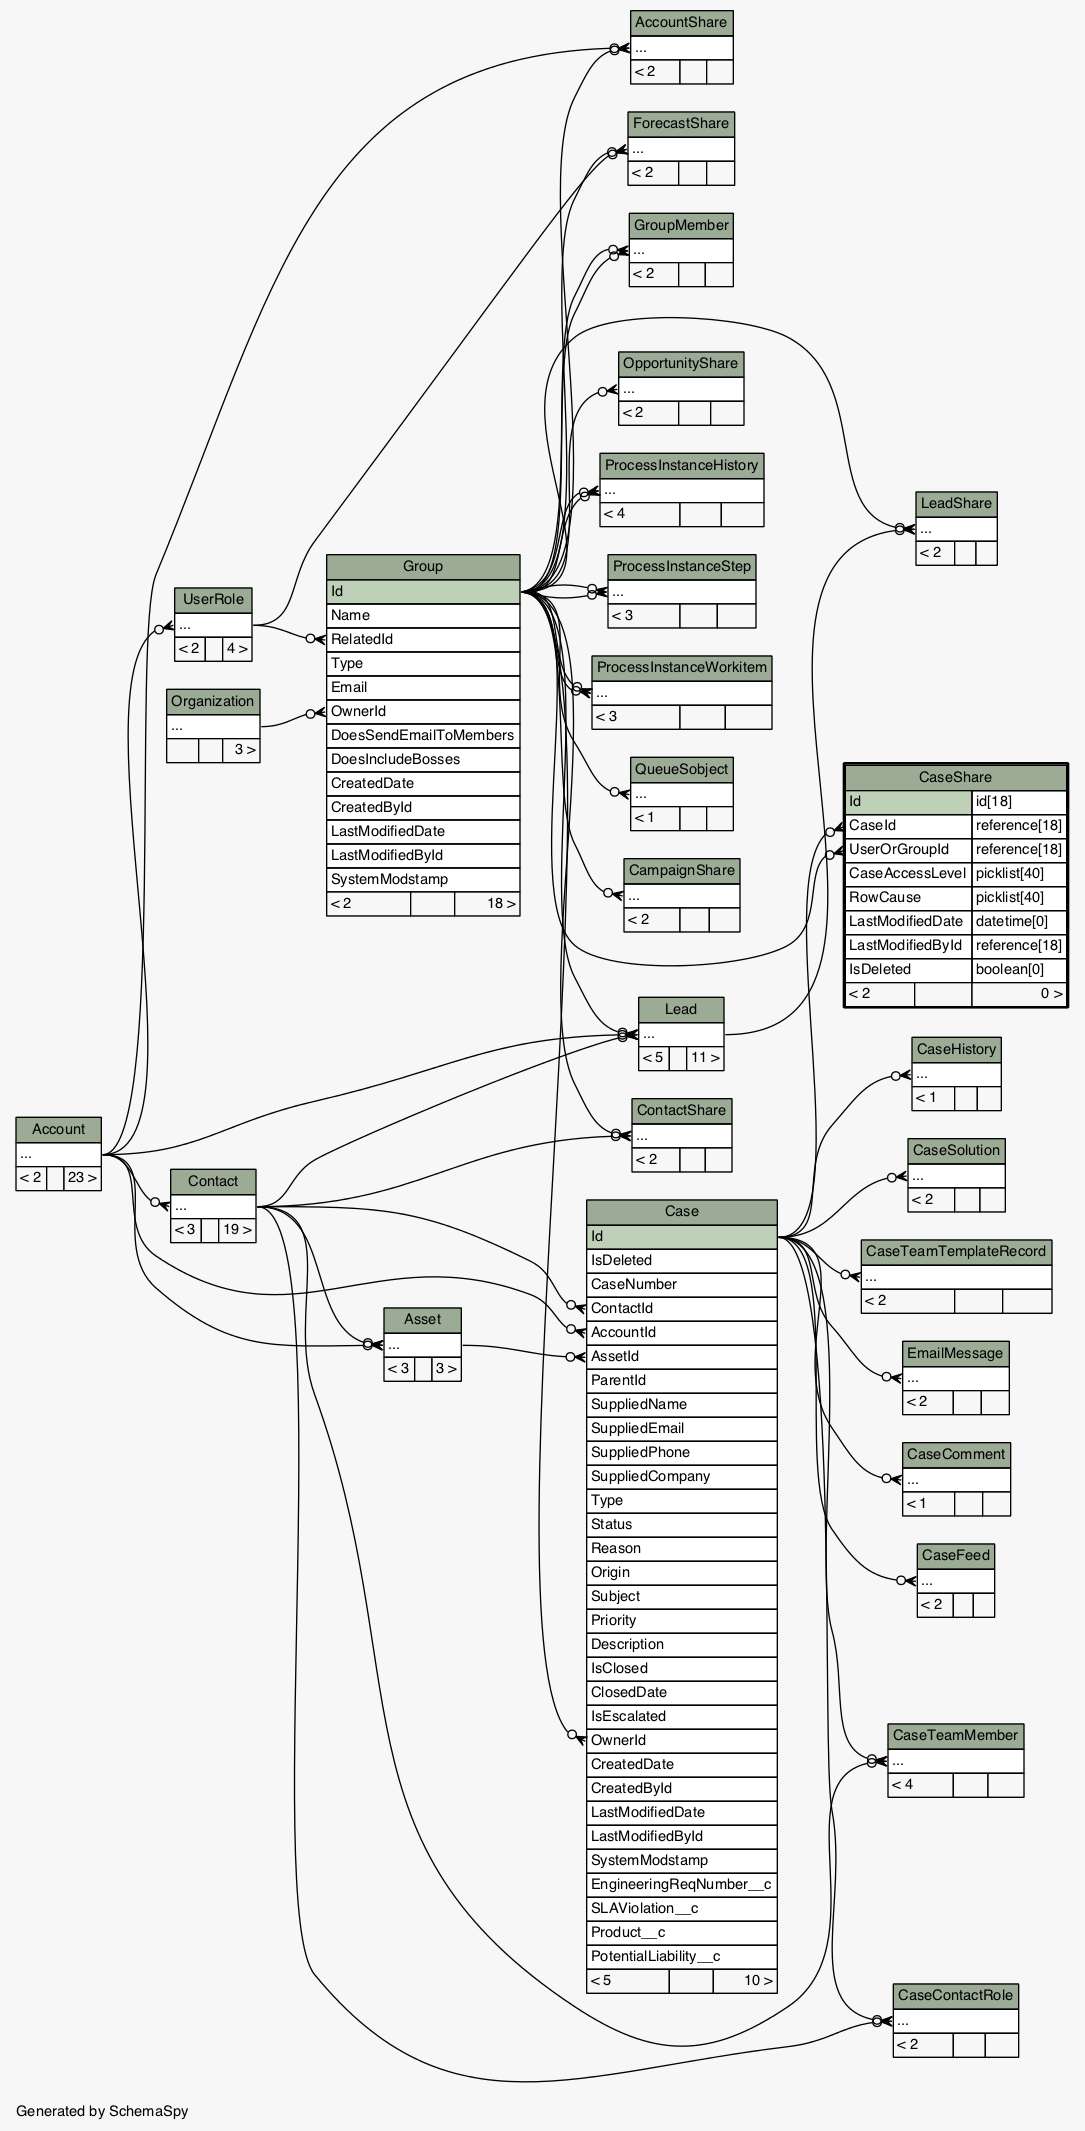 AccountShare
...
< 2
ForecastShare
...
< 2
GroupMember
...
< 2
OpportunityShare
...
< 2
ProcessInstanceHistory
...
< 4
LeadShare
...
< 2
ProcessInstanceStep
...
< 3
UserRole
...
< 2 4 >
Organization
...
3 >
Group
Id
Name
RelatedId
Type
Email
OwnerId
DoesSendEmailToMembers
DoesIncludeBosses
CreatedDate
CreatedById
LastModifiedDate
LastModifiedById
SystemModstamp
< 2 18 >
ProcessInstanceWorkitem
...
< 3
QueueSobject
...
< 1
CampaignShare
...
< 2
CaseShare
Id id[18]
CaseId reference[18]
UserOrGroupId reference[18]
CaseAccessLevel picklist[40]
RowCause picklist[40]
LastModifiedDate datetime[0]
LastModifiedById reference[18]
IsDeleted boolean[0]
< 2 0 >
Lead
...
< 5 11 >
CaseHistory
...
< 1
ContactShare
...
< 2
Account
...
< 2 23 >
Contact
...
< 3 19 >
CaseSolution
...
< 2
Asset
...
< 3 3 >
Case
Id
IsDeleted
CaseNumber
ContactId
AccountId
AssetId
ParentId
SuppliedName
SuppliedEmail
SuppliedPhone
SuppliedCompany
Type
Status
Reason
Origin
Subject
Priority
Description
IsClosed
ClosedDate
IsEscalated
OwnerId
CreatedDate
CreatedById
LastModifiedDate
LastModifiedById
SystemModstamp
EngineeringReqNumber__c
SLAViolation__c
Product__c
PotentialLiability__c
< 5 10 >
CaseTeamTemplateRecord
...
< 2
EmailMessage
...
< 2
CaseComment
...
< 1
CaseFeed
...
< 2
CaseTeamMember
...
< 4
CaseContactRole
...
< 2
Generated by SchemaSpy